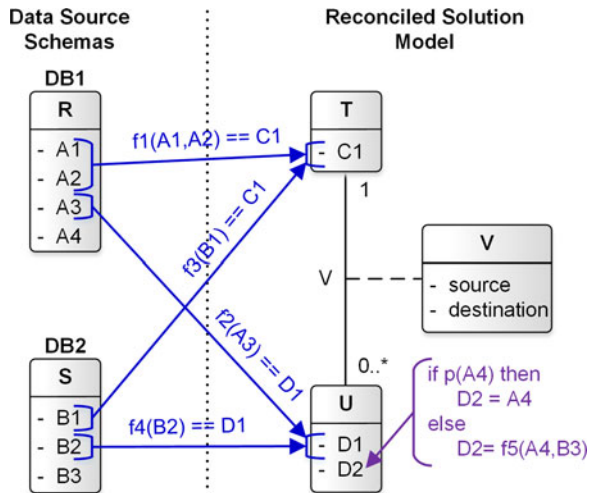 Data Source
Schemas
Reconciled Solution
Model
DB1
R
- A1
- A2
- A3
- A4
f1(A1,A2) == C1
T
- C1
f3(B1) == C1
1
V
V
- source
- destination
f2(A3) == D1
0..*
DB2
S
- B1
- B2
- B3
f4(B2) == D1
U
- D1
- D2
if p(A4) then
D2 = A4
else
D2= f5(A4,B3)